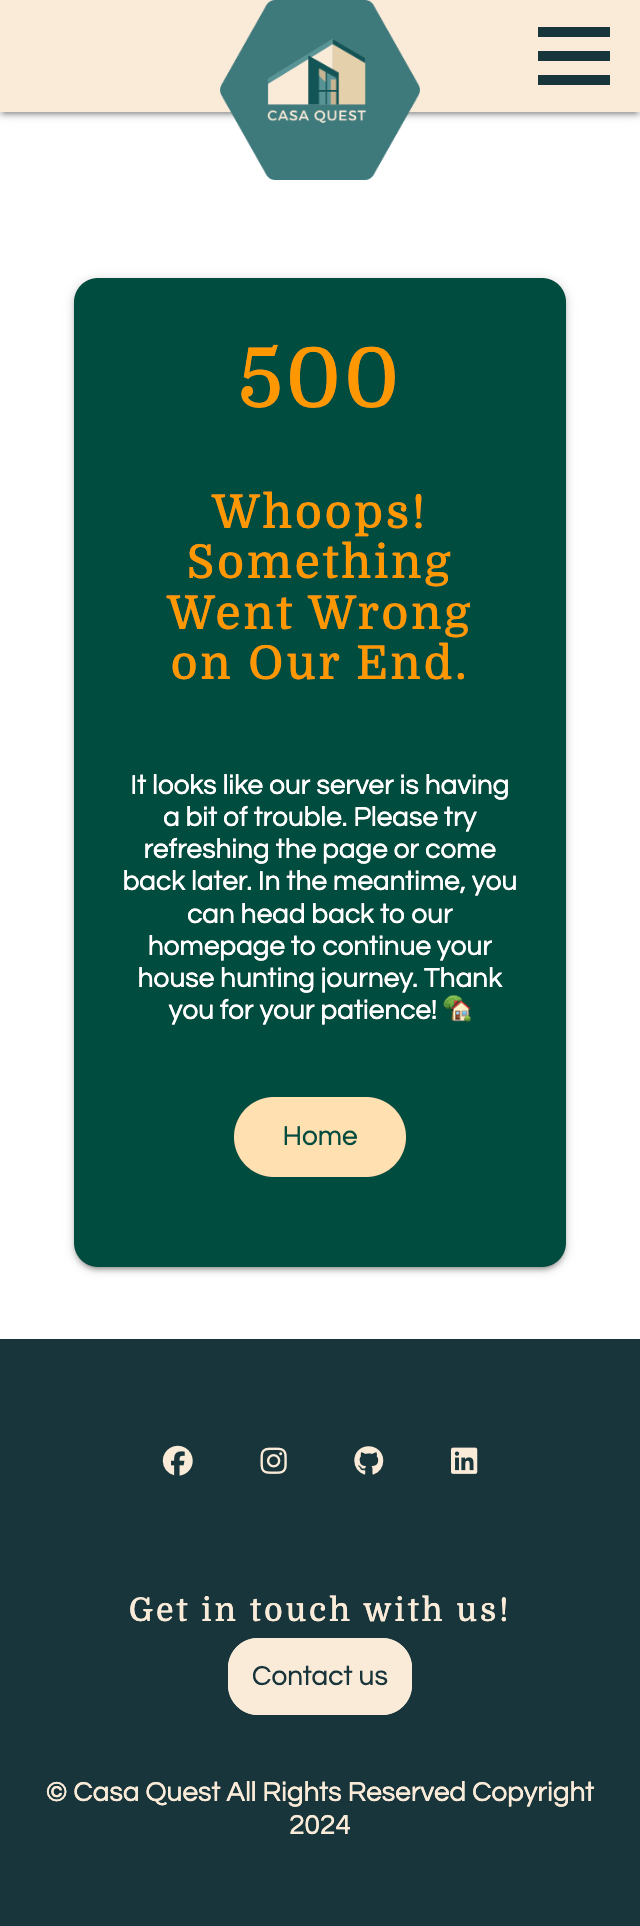 CASA QUEST
500
Whoops!
Something
Went Wrong
on Our End.
It looks like our server is having
a bit of trouble. Please try
refreshing the page or come
back later. In the meantime, you
can head back to our
homepage to continue your
house hunting journey. Thank
you for your patience! 🏡
Home
Get in touch with us!
Contact us
© Casa Quest All Rights Reserved Copyright
2024